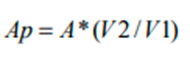 Ap = A*(V2/V1)